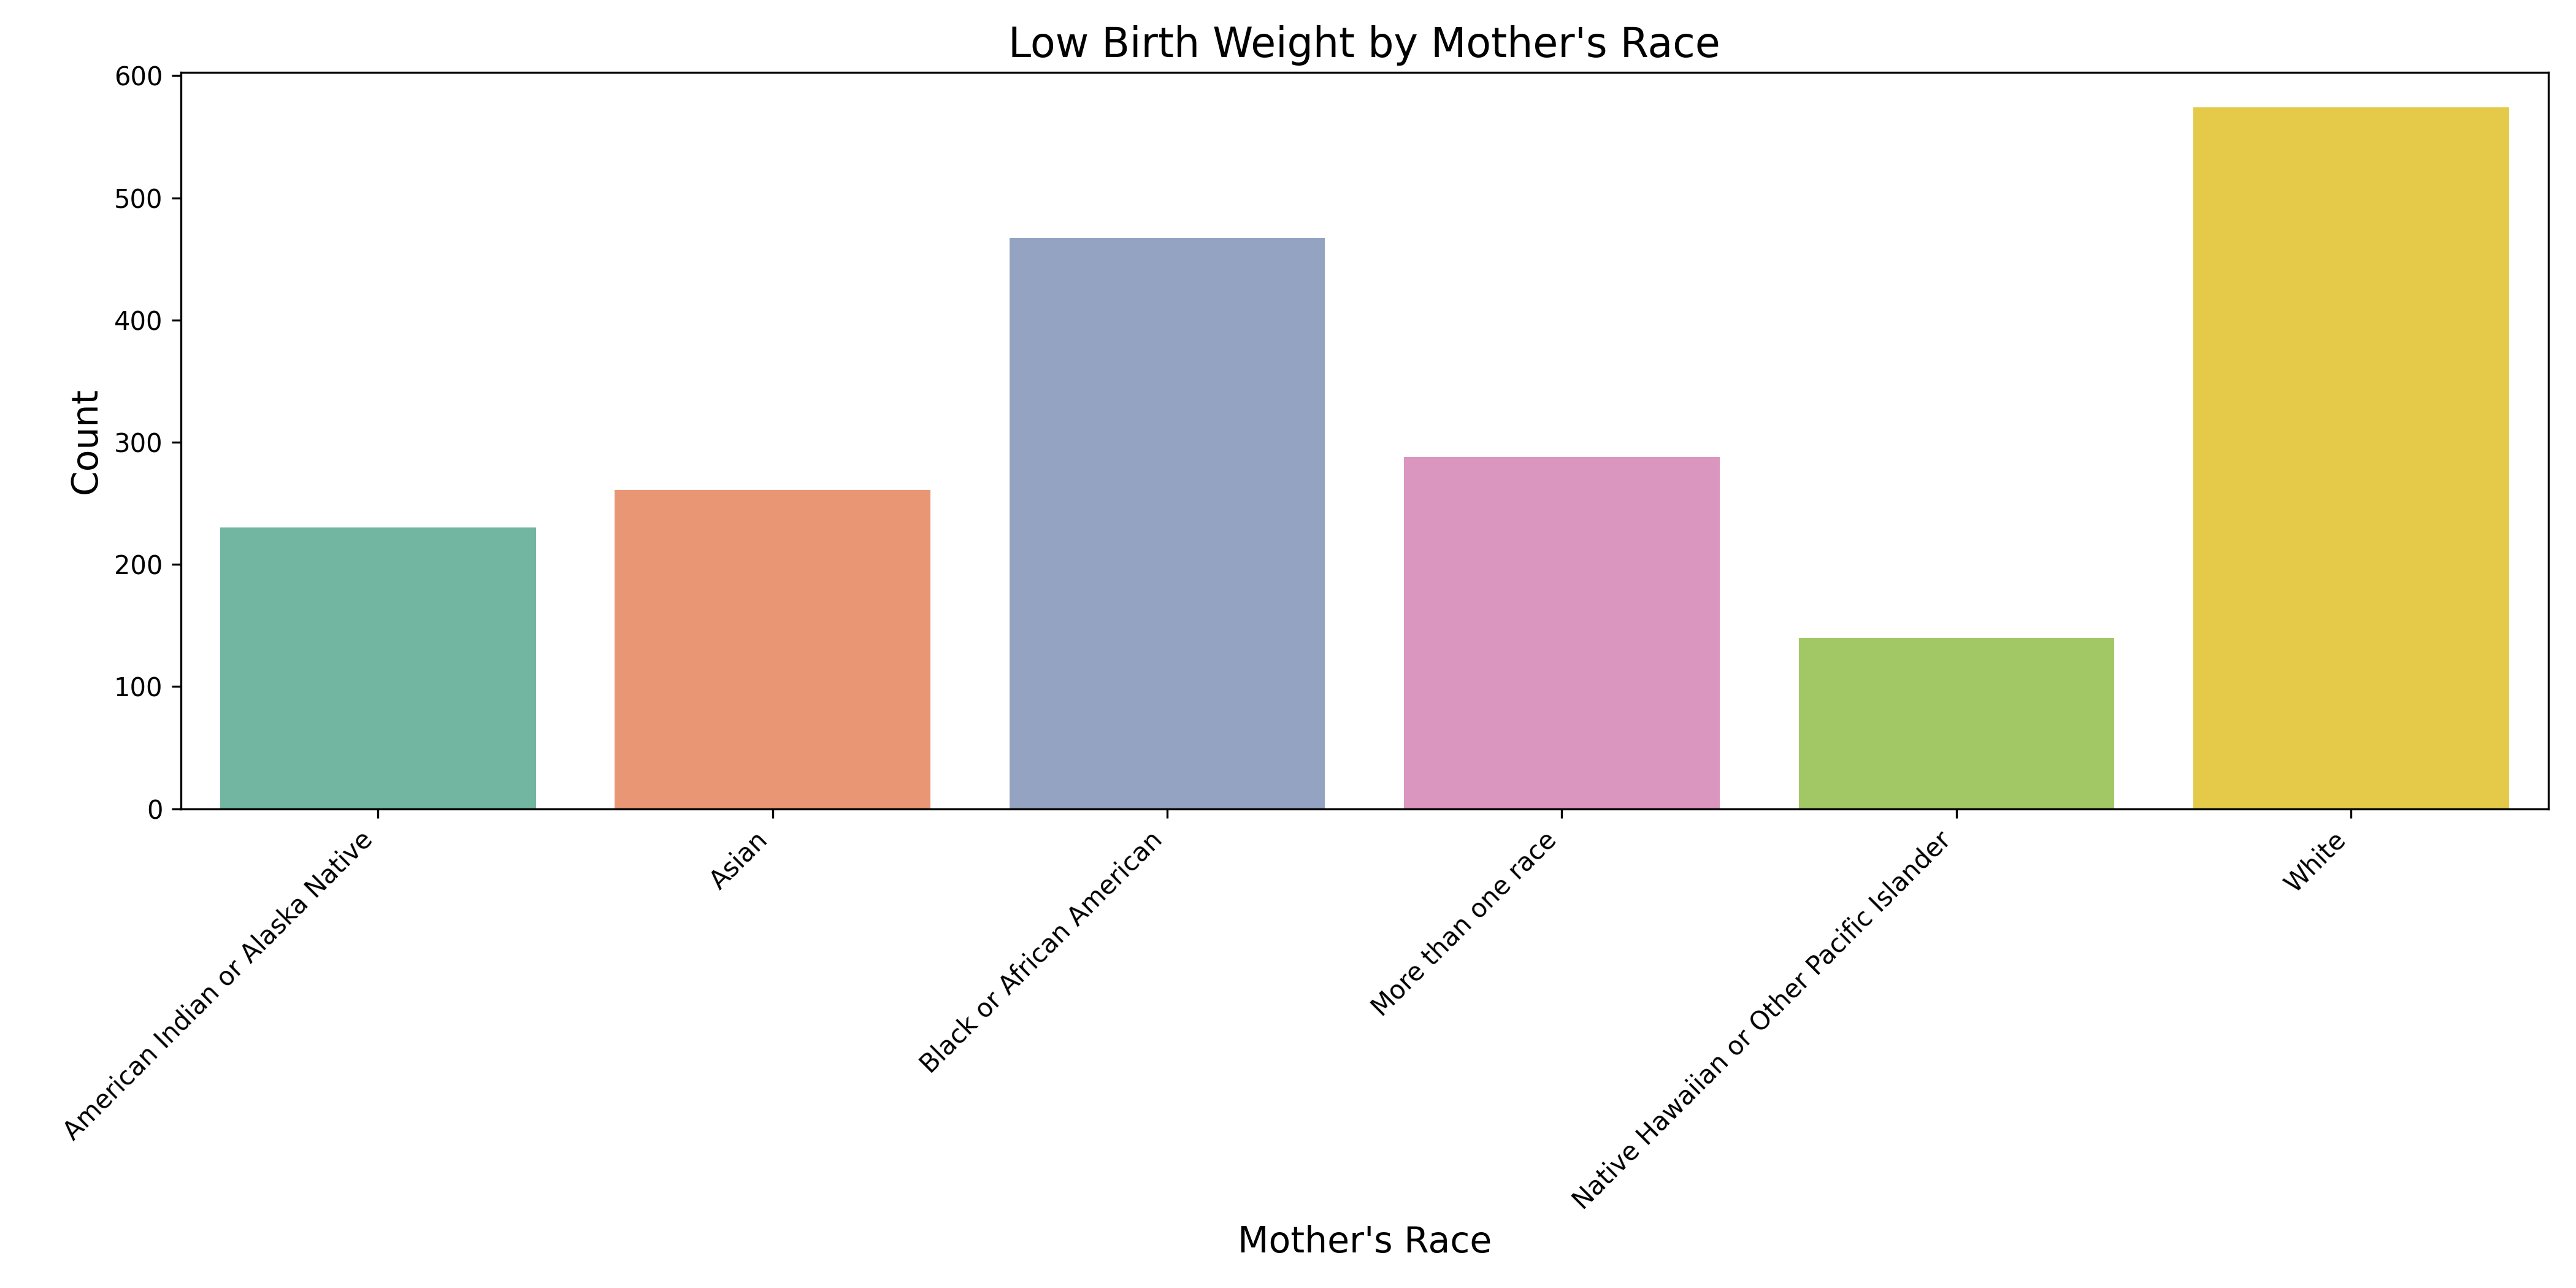 Low Birth Weight by Mother's Race
600
500
400
300
200
100
0
Count
American Indian or Alaska Native
Asian
Black or African American
More than one race
Native Hawaiian or Other Pacific Islander
White
Mother's Race